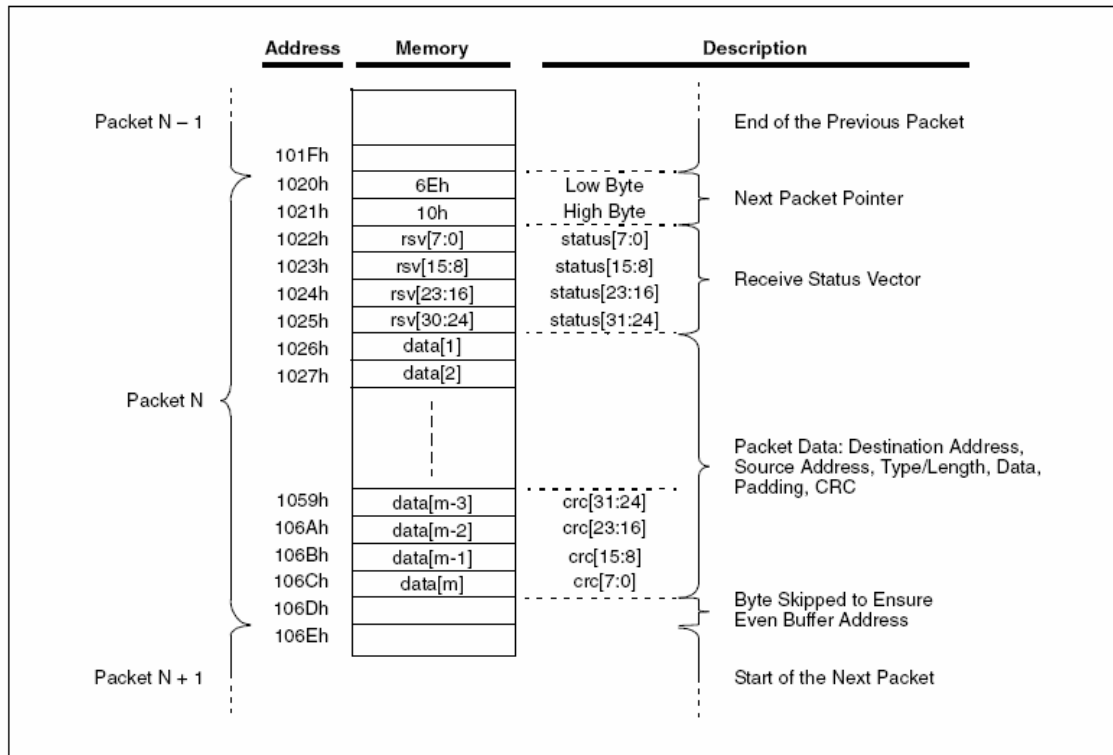 Address Memory Description
Packet N – 1
End of the Previous Packet
101Fh
1020h 6Eh Low Byte
Next Packet Pointer
1021h 10h High Byte
1022h rsv[7:0] status[7:0]
1023h rsv[15:8] status[15:8]
Receive Status Vector
1024h rsv[23:16] status[23:16]
1025h rsv[30:24] status[31:24]
1026h data[1]
1027h data[2]
Packet N
Packet Data: Destination Address,
Source Address, Type/Length, Data,
Padding, CRC
1059h data[m-3] crc[31:24]
106Ah data[m-2] crc[23:16]
106Bh data[m-1] crc[15:8]
106Ch data[m] crc[7:0]
106Dh
Byte Skipped to Ensure
Even Buffer Address
106Eh
Packet N + 1
Start of the Next Packet